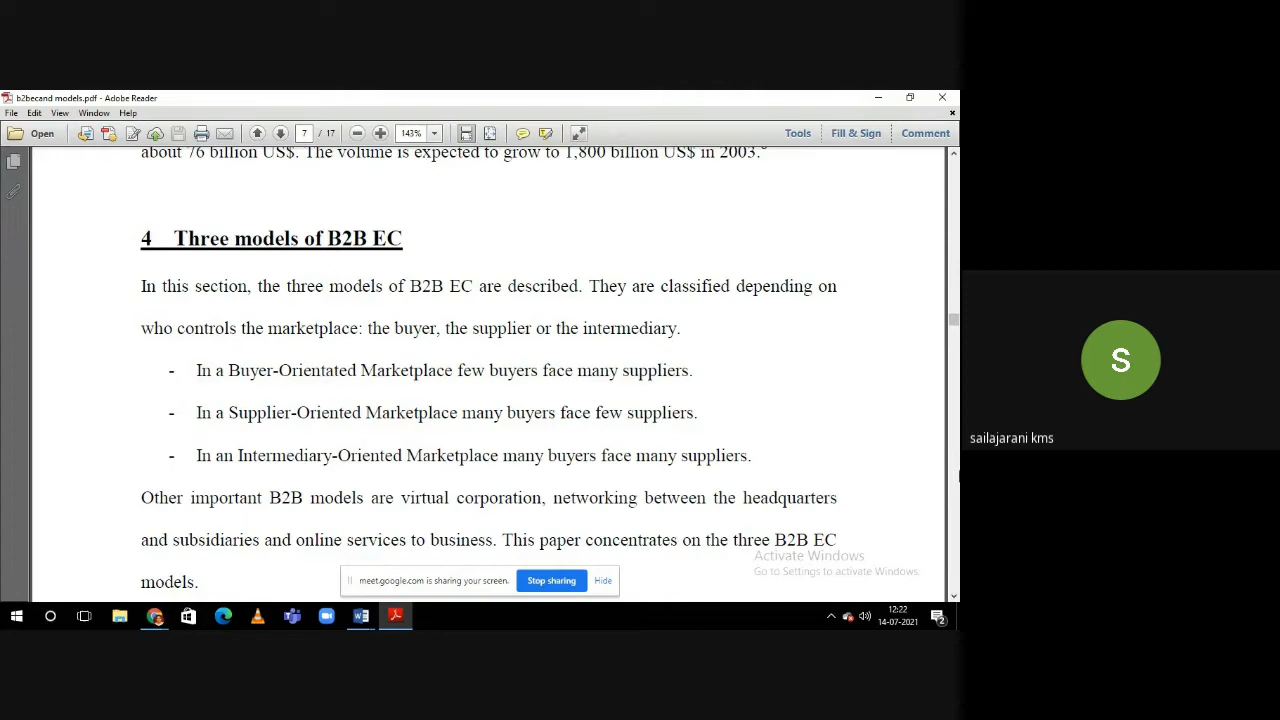 b2becand models.pdf - Adobe Reader
File Edit View Window Help
Open 7 / 17 143% Tools Fill & Sign Comment
about 76 billion US$. The volume is expected to grow to 1,800 billion US$ in 2003.
4 Three models of B2B EC
In this section, the three models of B2B EC are described. They are classified depending on
who controls the marketplace: the buyer, the supplier or the intermediary.
- In a Buyer-Orientated Marketplace few buyers face many suppliers.
- In a Supplier-Oriented Marketplace many buyers face few suppliers.
- In an Intermediary-Oriented Marketplace many buyers face many suppliers.
Other important B2B models are virtual corporation, networking between the headquarters
and subsidiaries and online services to business. This paper concentrates on the three B2B EC
models.
Activate Windows
Go to Settings to activate Windows.
meet.google.com is sharing your screen. Stop sharing Hide
12:22
14-07-2021
2
S
sailajarani kms